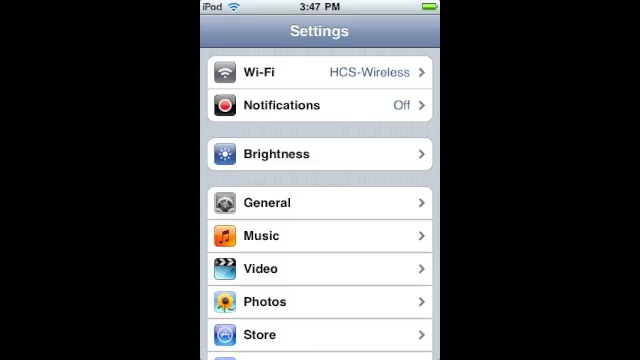 iPod 3:47 PM
Settings
Wi-Fi HCS-Wireless
Notifications Off
Brightness
General
Music
Video
Photos
Store